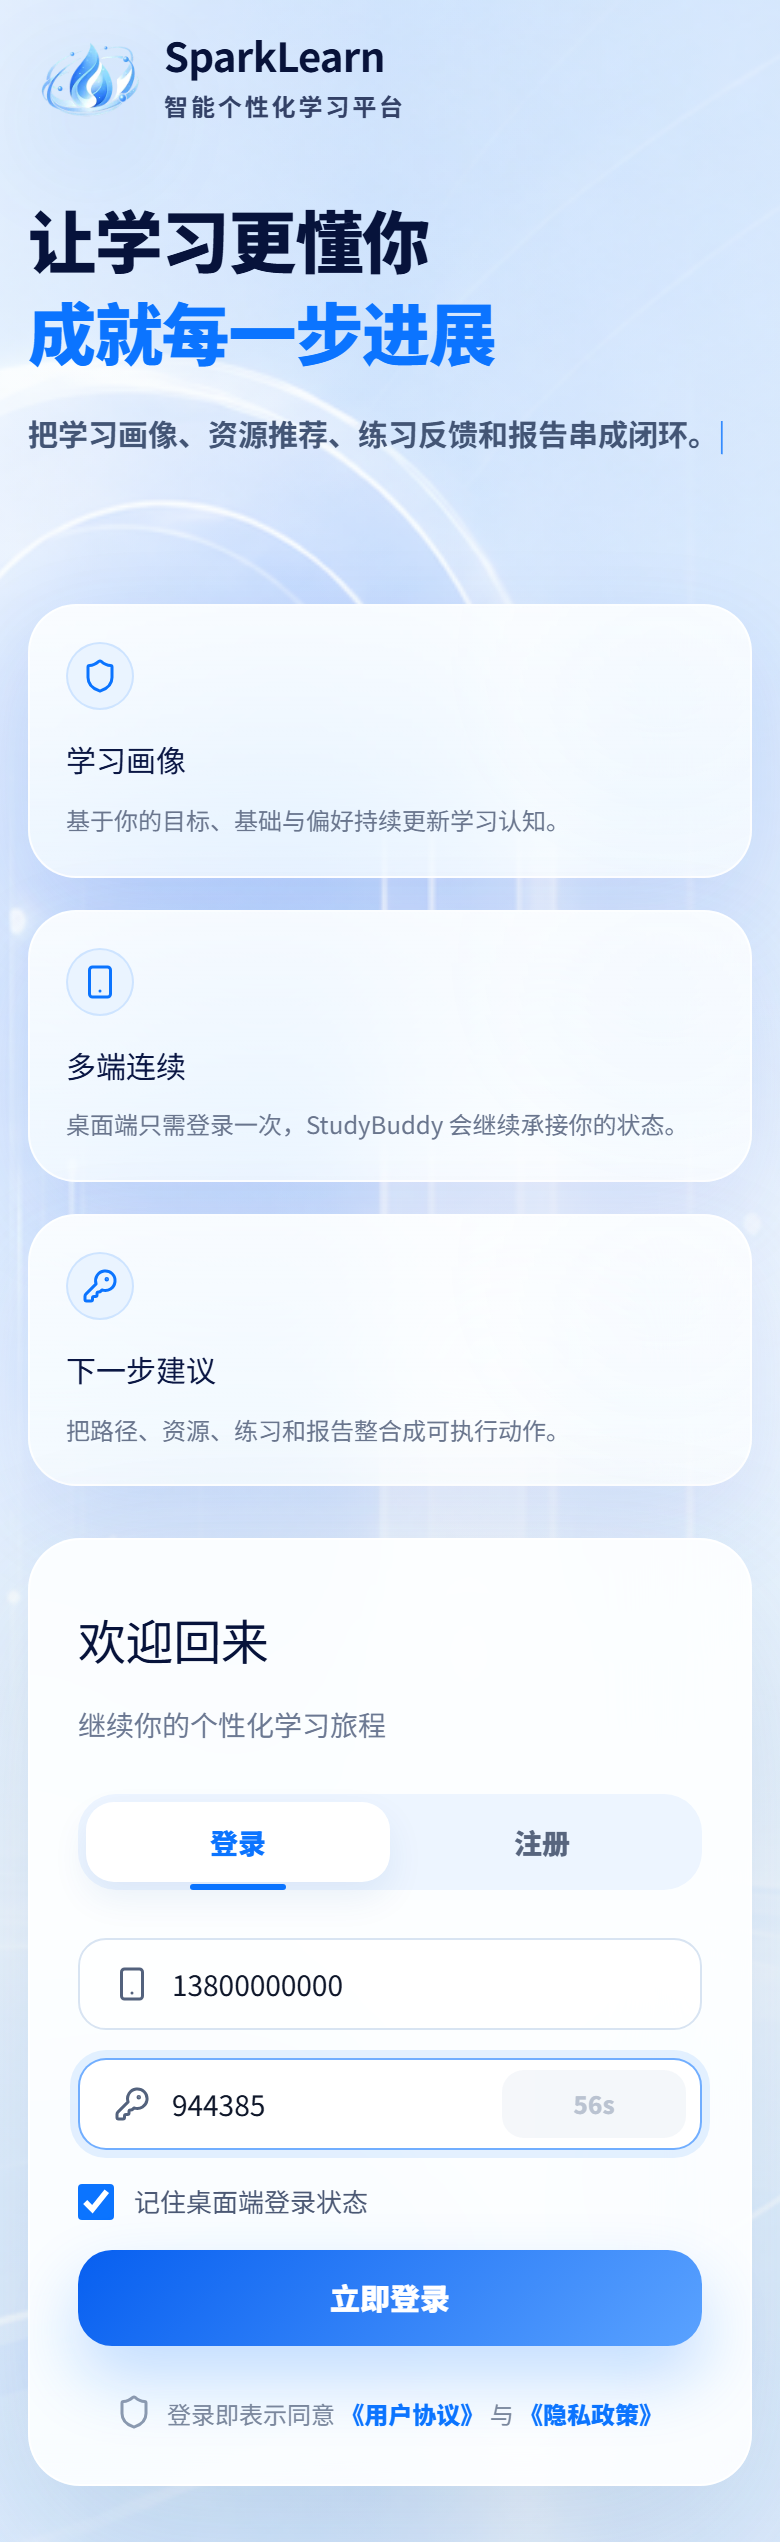 SparkLearn
智能个性化学习平台
让学习更懂你
成就每一步进展
把学习画像、资源推荐、练习反馈和报告串成闭环。
学习画像
基于你的目标、基础与偏好持续更新学习认知。
多端连续
桌面端只需登录一次，StudyBuddy 会继续承接你的状态。
下一步建议
把路径、资源、练习和报告整合成可执行动作。
欢迎回来
继续你的个性化学习旅程
登录 注册
13800000000
944385 56s
记住桌面端登录状态
立即登录
登录即表示同意《用户协议》与《隐私政策》